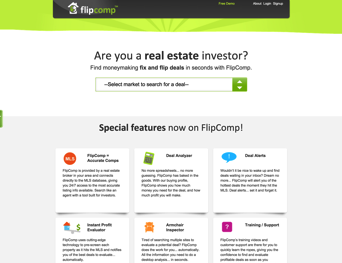 flipcomp™
Free Demo
About Login Signup
Are you a real estate investor?
Find moneymaking fix and flip deals in seconds with FlipComp.
--Select market to search for a deal--
Special features now on FlipComp!
MLS
FlipComp =
Accurate Comps
FlipComp is provided by a real estate
broker in your area and connects
directly to the MLS database, giving
you 24/7 access to the most accurate
listing info available. Search like an
agent with a tool built for investors.
Deal Analyzer
No more spreadsheets... no more
guessing. FlipComp has baked in the
goods. With our buying profits,
FlipComp shows you how much
money you need for the deal, and how
much profit you will make.
Deal Alerts
Wouldn't it be nice to wake up and find
deals waiting in your inbox? Dream no
more... FlipComp will alert you of the
hottest deals the moment they hit the
MLS. Deal alerts... set it and forget it.
Instant Profit
Evaluator
FlipComp uses cutting-edge
technology to pre-screen each
property as it hits the MLS and notifies
you of the best deals to evaluate...
automatically.
Armchair
Inspector
Tired of searching multiple sites to
evaluate a potential deal? FlipComp
does the work for you... automatically.
All the information you need to do a
desktop analysis... in seconds.
?
Training / Support
FlipComp's training videos and
customer support are there for you to
quickly learn the ropes, giving you the
confidence to find and evaluate
profitable deals as soon as you